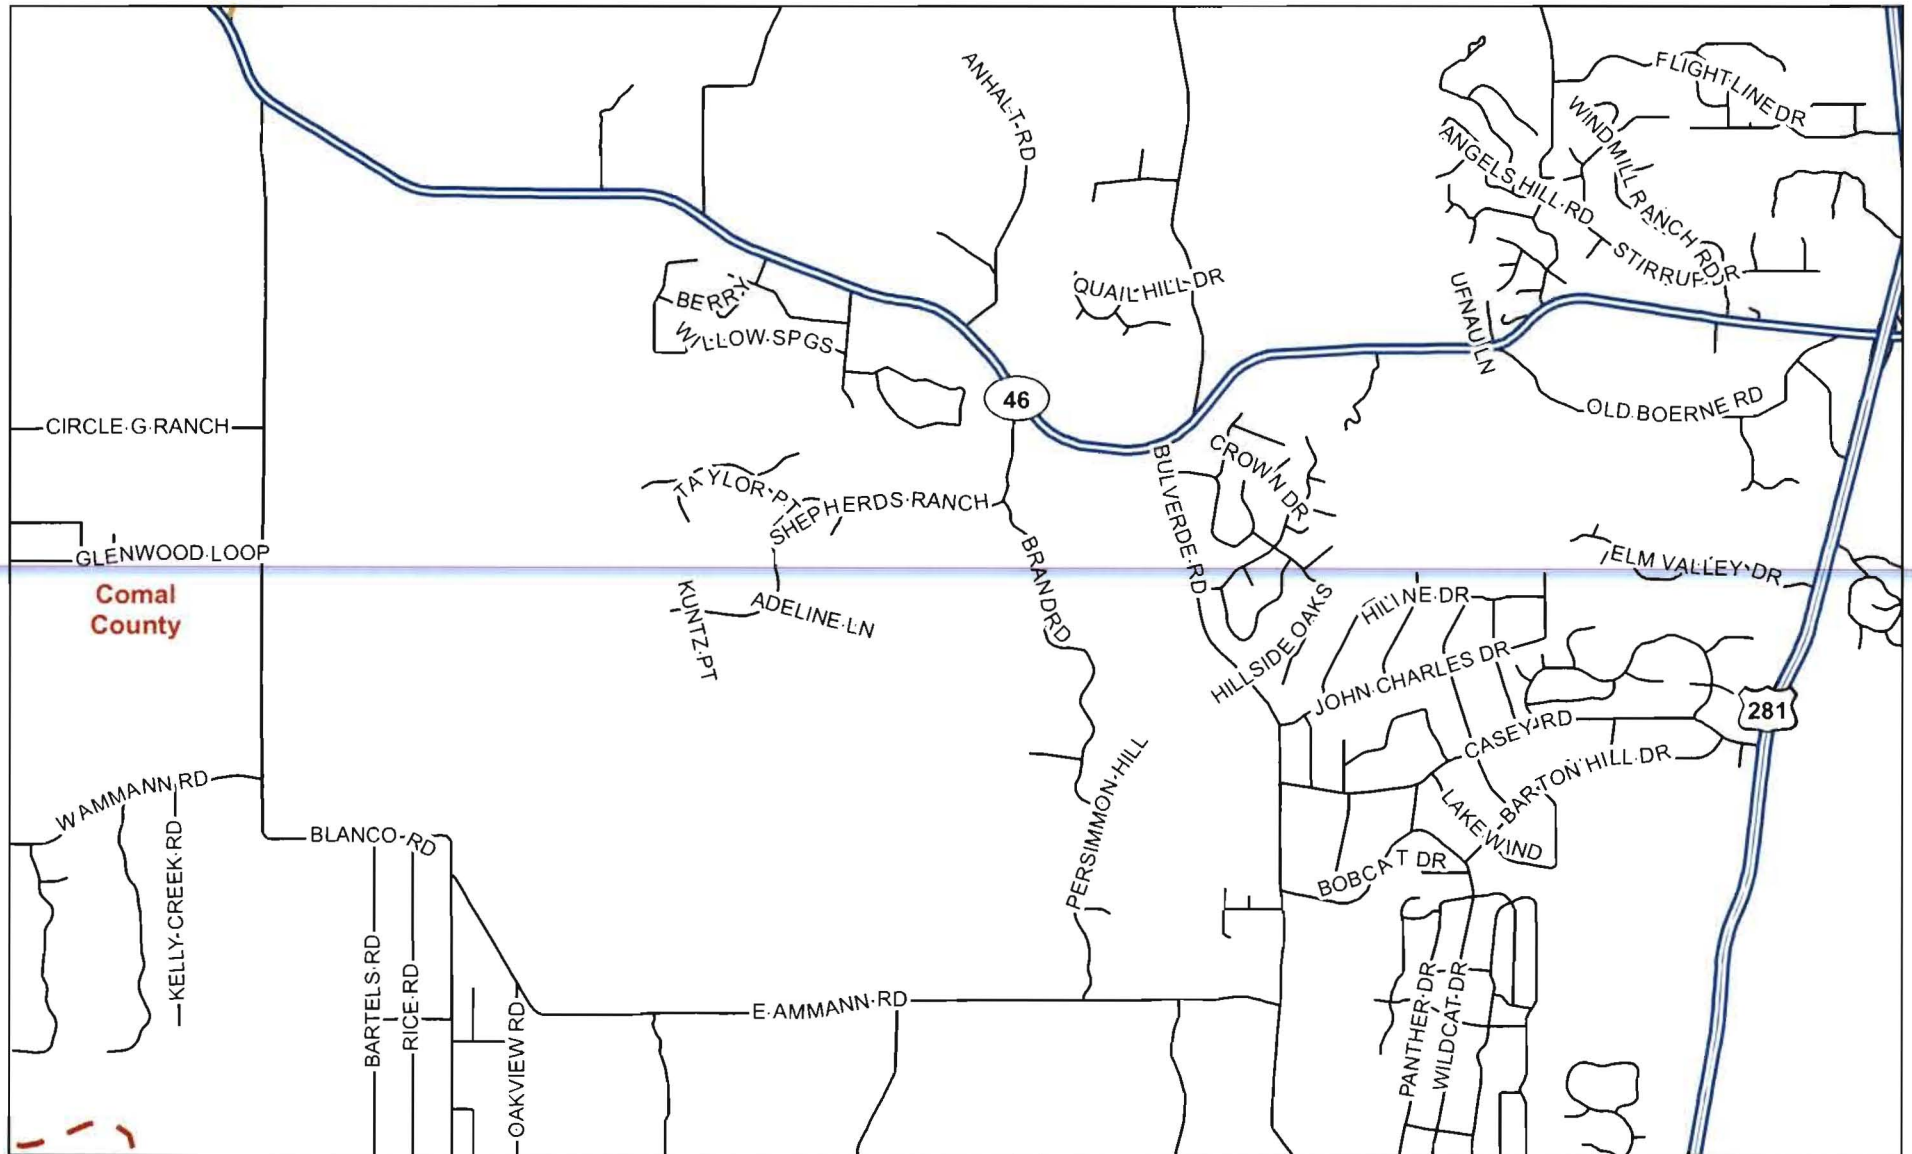 ANHALT RD
FLIGHTLINE DR
WINDMILL RANCH RD
ANGELS HILL RD
STIRRUP DR
QUAIL HILL DR
UFNAU LN
BERRY
WILLOW SPGS
46
OLD BOERNE RD
CIRCLE G RANCH
CROWN DR
BULVERDE RD
TAYLOR PT
SHEPHERDS RANCH
GLENWOOD LOOP
BRAND RD
ELM VALLEY DR
Comal
County
KUNTZ PT
ADELINE LN
HILLSIDE OAKS
HILINE DR
JOHN CHARLES DR
281
CASEY RD
BARTON HILL DR
W AMMANN RD
PERSIMMON HILL
LAKE WIND
BLANCO RD
BOBCAT DR
KELLY CREEK RD
BARTELS RD
RICE RD
OAKVIEW RD
E AMMANN RD
PANTHER DR
WILDCAT DR